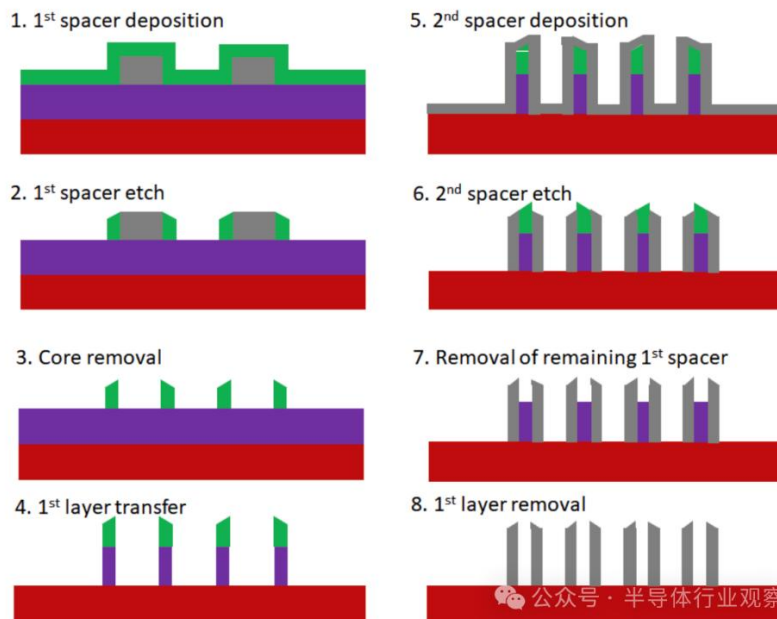 1. 1st spacer deposition
2. 1st spacer etch
3. Core removal
4. 1st layer transfer
5. 2nd spacer deposition
6. 2nd spacer etch
7. Removal of remaining 1st spacer
8. 1st layer removal
公众号 · 半导体行业观察